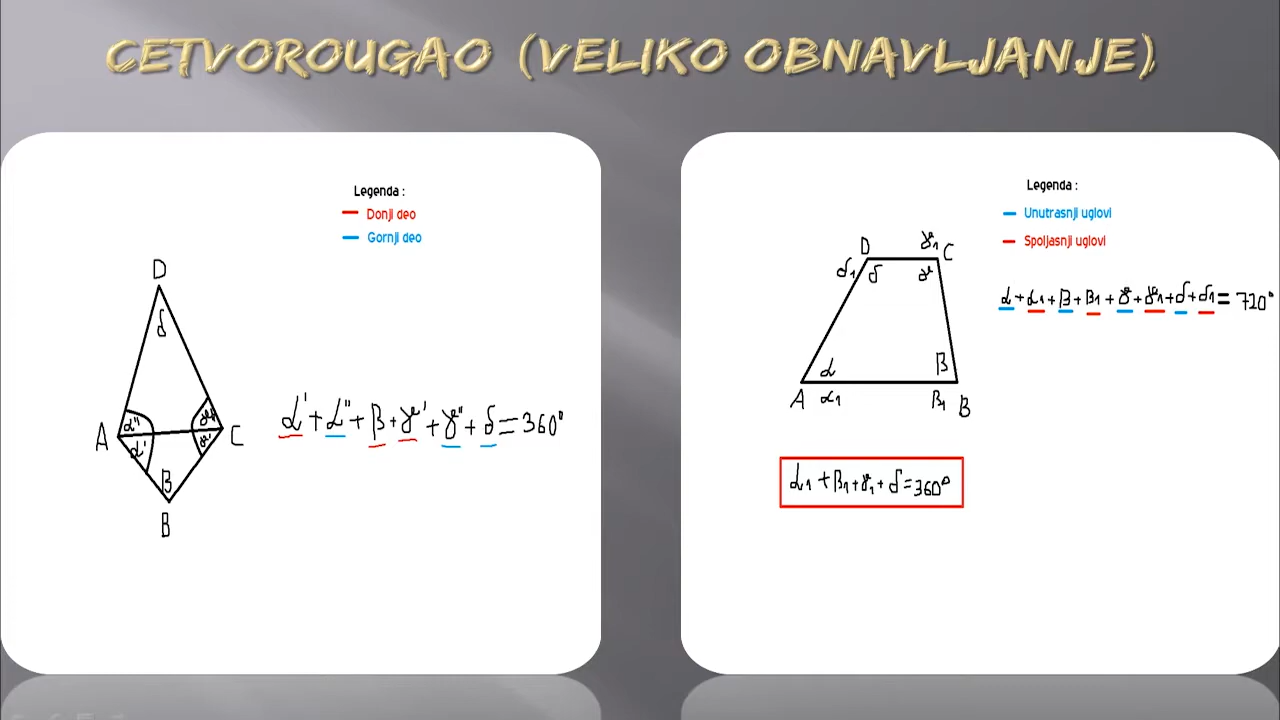 CETVOROUGAO (VELIKO OBNAVLJANJE)
Legenda :
Donji deo
Gornji deo
D
δ
A
α''
γ''
C
α'
γ'
β
B
α' + α'' + β + γ' + γ'' + δ = 360°
Legenda :
Unutrasnji uglovi
Spoljasnji uglovi
D
γ₁
C
δ₁
δ
γ
α
β
A
α₁
β₁
B
α + α₁ + β + β₁ + γ + γ₁ + δ + δ₁ = 720°
α₁ + β₁ + γ₁ + δ = 360°